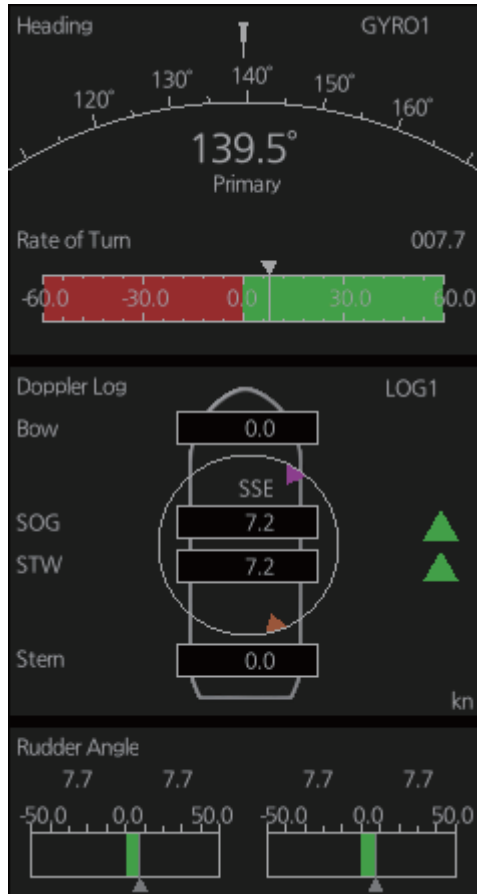 Heading GYRO1
120° 130° 140° 150° 160°
139.5°
Primary
Rate of Turn 007.7
-60.0 -30.0 0.0 30.0 60.0
Doppler Log LOG1
Bow 0.0
SSE
SOG 7.2
STW 7.2
Stern 0.0
kn
Rudder Angle
7.7 7.7 7.7 7.7
-50.0 0.0 50.0 -50.0 0.0 50.0